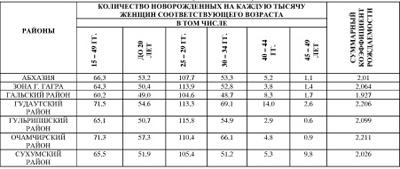 РАЙОНЫ
КОЛИЧЕСТВО НОВОРОЖДЕННЫХ НА КАЖДУЮ ТЫСЯЧУ
ЖЕНЩИН СООТВЕТСТВУЮЩЕГО ВОЗРАСТА
В ТОМ ЧИСЛЕ
15 – 49 ГГ.
ДО 20 ЛЕТ
25 – 29 ГГ.
30 – 34 ГГ.
40 – 44 ГГ.
45 – 49 ЛЕТ
СУММАРНЫЙ КОЭФФИЦИЕНТ РОЖДАЕМОСТИ
АБХАЗИЯ 66,3 53,2 107,7 53,3 5,2 1,1 2,01
ЗОНА Г. ГАГРА 64,3 50,4 113,9 52,8 3,8 1.4 2,064
ГАЛЬСКИЙ РАЙОН 60,2 49,0 104,6 48,7 8,3 1.7 1.927
ГУДАУТСКИЙ РАЙОН 71,5 54,6 113,3 69,1 14,0 2.6 2.206
ГУЛЬРИПШСКИЙ РАЙОН 65,1 50.7 115,8 54,9 2.9 0.6 2,099
ОЧАМЧИРСКИЙ РАЙОН 71,3 57,3 110,4 66,1 4,8 0.9 2,211
СУХУМСКИЙ РАЙОН 65,5 51,9 105,4 51,2 5,3 9.8 2,026